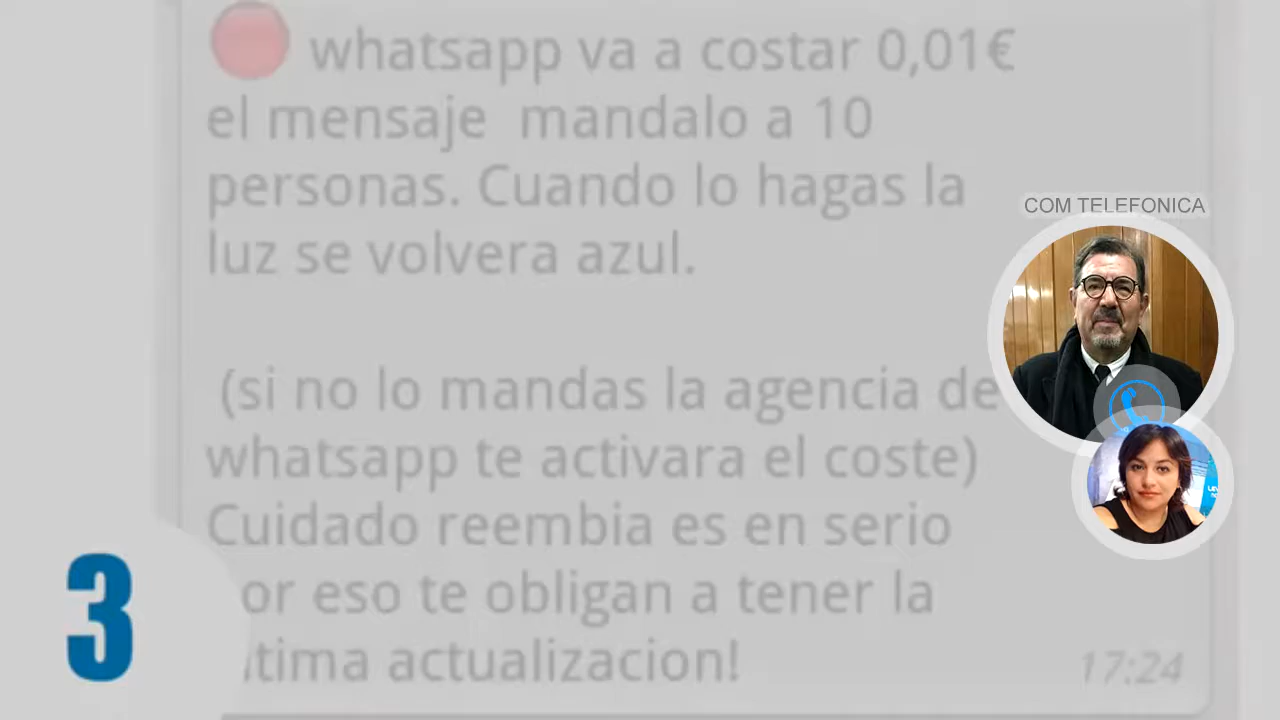 whatsapp va a costar 0,01€
el mensaje mandalo a 10
personas. Cuando lo hagas la
luz se volvera azul.
(si no lo mandas la agencia de
whatsapp te activara el coste)
Cuidado reembia es en serio
or eso te obligan a tener la
tima actualizacion!
17:24
COM TELEFONICA
3